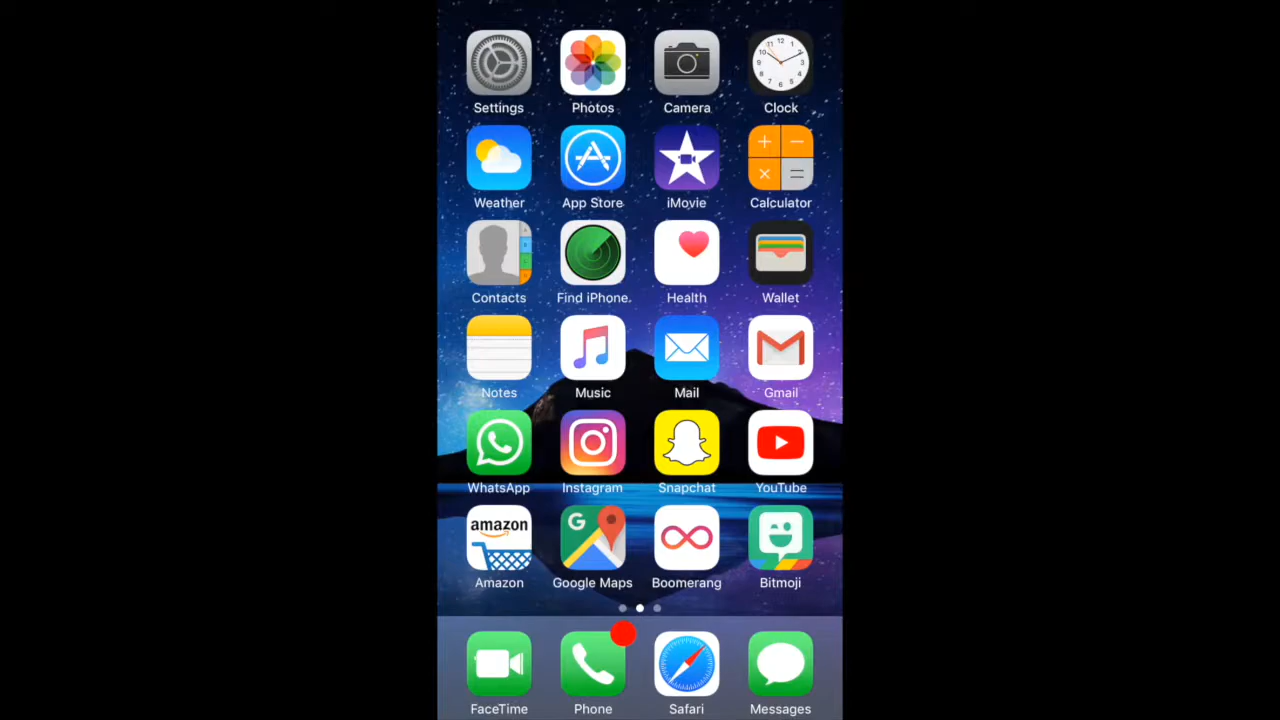 Settings Photos Camera Clock
Weather App Store iMovie Calculator
Contacts Find iPhone Health Wallet
Notes Music Mail Gmail
WhatsApp Instagram Snapchat YouTube
amazon G
Amazon Google Maps Boomerang Bitmoji
FaceTime Phone Safari Messages